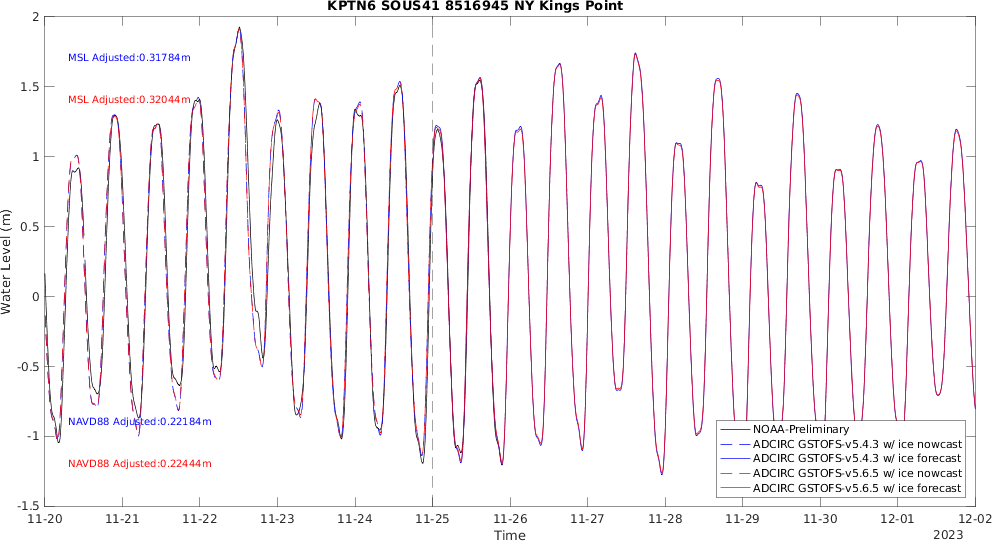 KPTN6 SOUS41 8516945 NY Kings Point
2
1.5
1
0.5
0
-0.5
-1
-1.5
Water Level (m)
MSL Adjusted:0.31784m
MSL Adjusted:0.32044m
NAVD88 Adjusted:0.22184m
NAVD88 Adjusted:0.22444m
NOAA-Preliminary
ADCIRC GSTOFS-v5.4.3 w/ ice nowcast
ADCIRC GSTOFS-v5.4.3 w/ ice forecast
ADCIRC GSTOFS-v5.6.5 w/ ice nowcast
ADCIRC GSTOFS-v5.6.5 w/ ice forecast
11-20 11-21 11-22 11-23 11-24 11-25 11-26 11-27 11-28 11-29 11-30 12-01 12-02
Time
2023